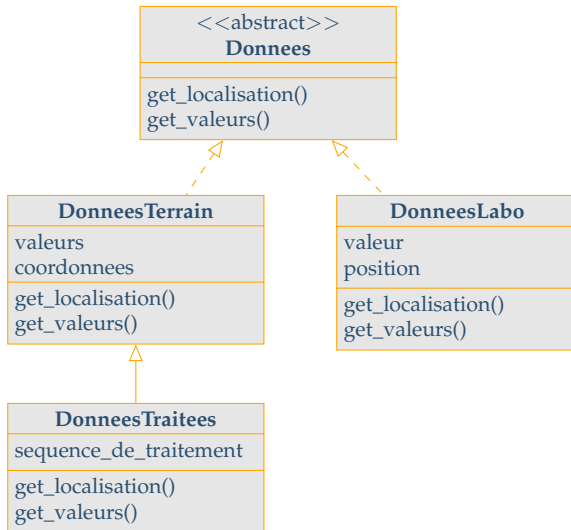 <<abstract>>
Donnees
get_localisation()
get_valeurs()
DonneesTerrain
valeurs
coordonnees
get_localisation()
get_valeurs()
DonneesLabo
valeur
position
get_localisation()
get_valeurs()
DonneesTraitees
sequence_de_traitement
get_localisation()
get_valeurs()